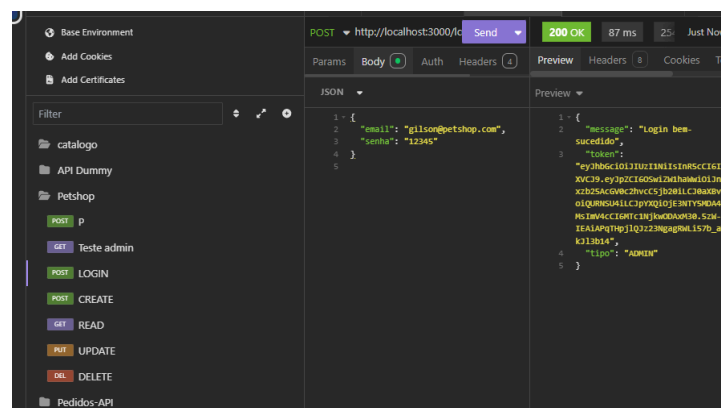 Base Environment
Add Cookies
Add Certificates
Filter
catalogo
API Dummy
Petshop
POST P
GET Teste admin
POST LOGIN
POST CREATE
GET READ
PUT UPDATE
DEL DELETE
Pedidos-API
POST http://localhost:3000/lo Send
Params Body Auth Headers 4
JSON
1 {
2 "email": "gilson@petshop.com",
3 "senha": "12345"
4 }
5
200 OK 87 ms 25 Just Now
Preview Headers 8 Cookies
Preview
1 {
2 "message": "Login bem-
sucedido",
3 "token":
4 "tipo": "ADMIN"
5 }